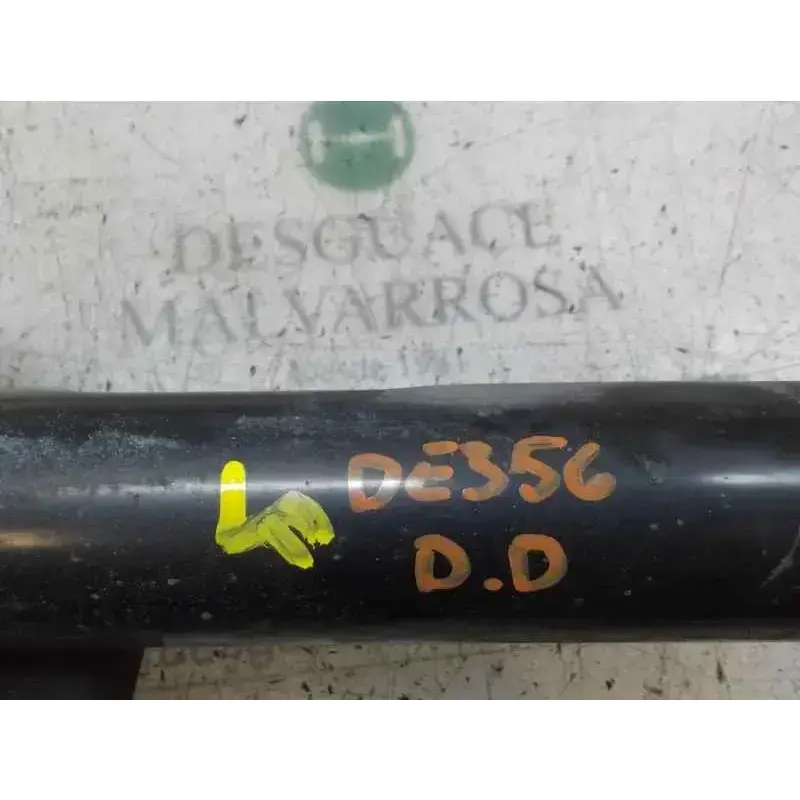 DESGUACE
MALVARROSA
DE356
D.D